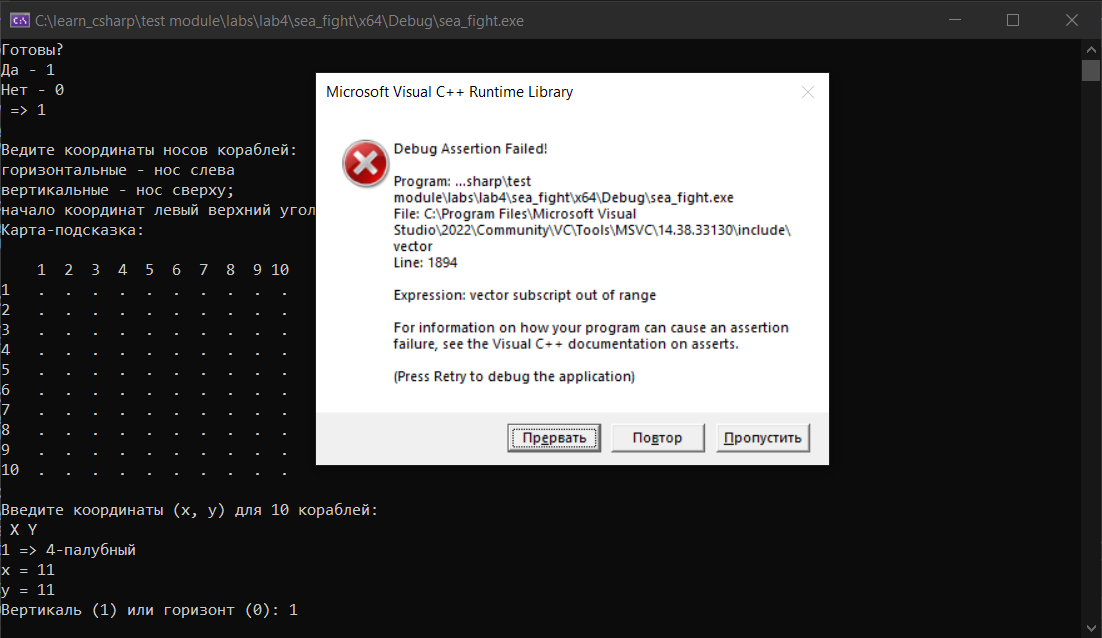 C:\learn_csharp\test module\labs\lab4\sea_fight\x64\Debug\sea_fight.exe
Готовы?
Да - 1
Нет - 0
=> 1
Ведите координаты носов кораблей:
горизонтальные - нос слева
вертикальные - нос сверху;
начало координат левый верхний угол
Карта-подсказка:
1 2 3 4 5 6 7 8 9 10
1 . . . . . . . . . .
2 . . . . . . . . . .
3 . . . . . . . . . .
4 . . . . . . . . . .
5 . . . . . . . . . .
6 . . . . . . . . . .
7 . . . . . . . . . .
8 . . . . . . . . . .
9 . . . . . . . . . .
10 . . . . . . . . . .
Введите координаты (x, y) для 10 кораблей:
X Y
1 => 4-палубный
x = 11
y = 11
Вертикаль (1) или горизонт (0): 1
Microsoft Visual C++ Runtime Library
Debug Assertion Failed!
Program: ...sharp\test
module\labs\lab4\sea_fight\x64\Debug\sea_fight.exe
File: C:\Program Files\Microsoft Visual
Studio\2022\Community\VC\Tools\MSVC\14.38.33130\include\
vector
Line: 1894
Expression: vector subscript out of range
For information on how your program can cause an assertion
failure, see the Visual C++ documentation on asserts.
(Press Retry to debug the application)
Прервать
Повтор
Пропустить